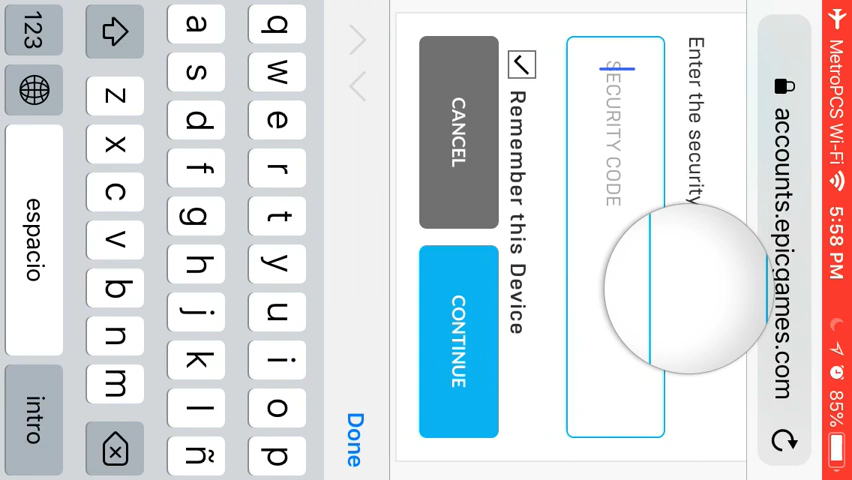 MetroPCS Wi-Fi 5:58 PM 85%
accounts.epicgames.com
Enter the security
SECURITY CODE
Remember this Device
CANCEL CONTINUE
Done
q w e r t y u i o p
a s d f g h j k l ñ
z x c v b n m
123 espacio intro